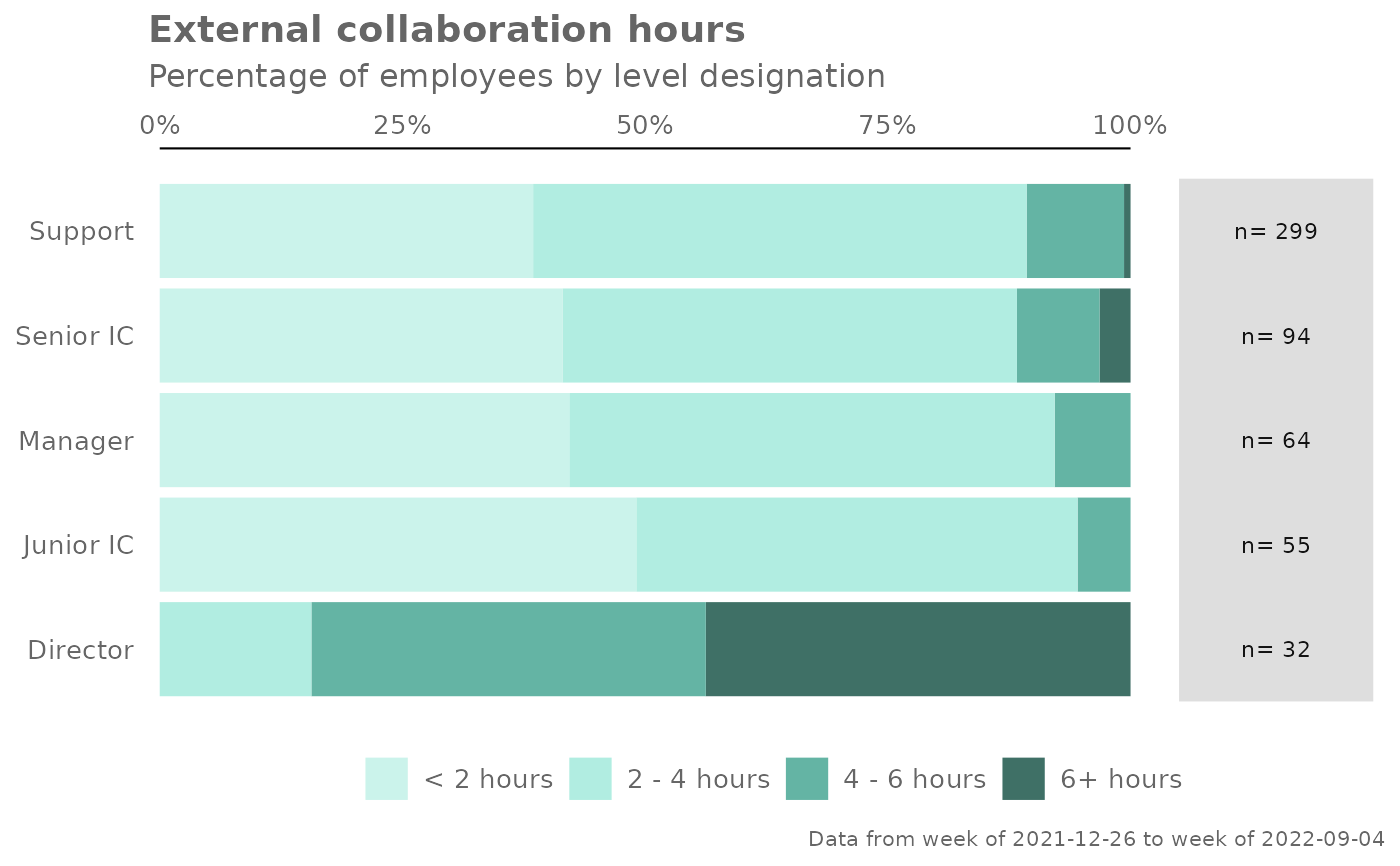 External collaboration hours
Percentage of employees by level designation
0% 25% 50% 75% 100%
Support n= 299
Senior IC n= 94
Manager n= 64
Junior IC n= 55
Director n= 32
< 2 hours 2 - 4 hours 4 - 6 hours 6+ hours
Data from week of 2021-12-26 to week of 2022-09-04